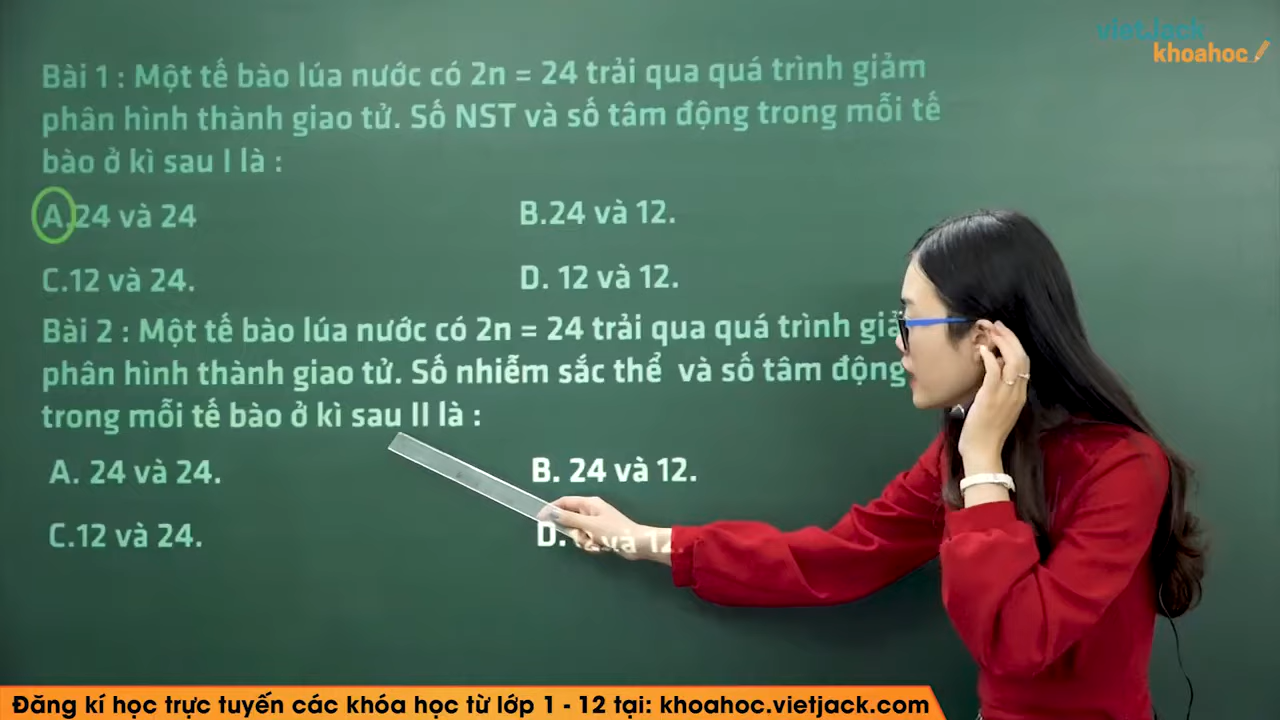 vietJack
khoahoc
Bài 1 : Một tế bào lúa nước có 2n = 24 trải qua quá trình giảm
phân hình thành giao tử. Số NST và số tâm động trong mỗi tế
bào ở kì sau I là :
A.24 và 24
B.24 và 12.
C.12 và 24.
D. 12 và 12.
Bài 2 : Một tế bào lúa nước có 2n = 24 trải qua quá trình
phân hình thành giao tử. Số nhiễm sắc thể và số tâm động
trong mỗi tế bào ở kì sau II là :
A. 24 và 24.
B. 24 và 12.
C.12 và 24.
D.12 và 12.
Đăng kí học trực tuyến các khóa học từ lớp 1 - 12 tại: khoahoc.vietjack.com